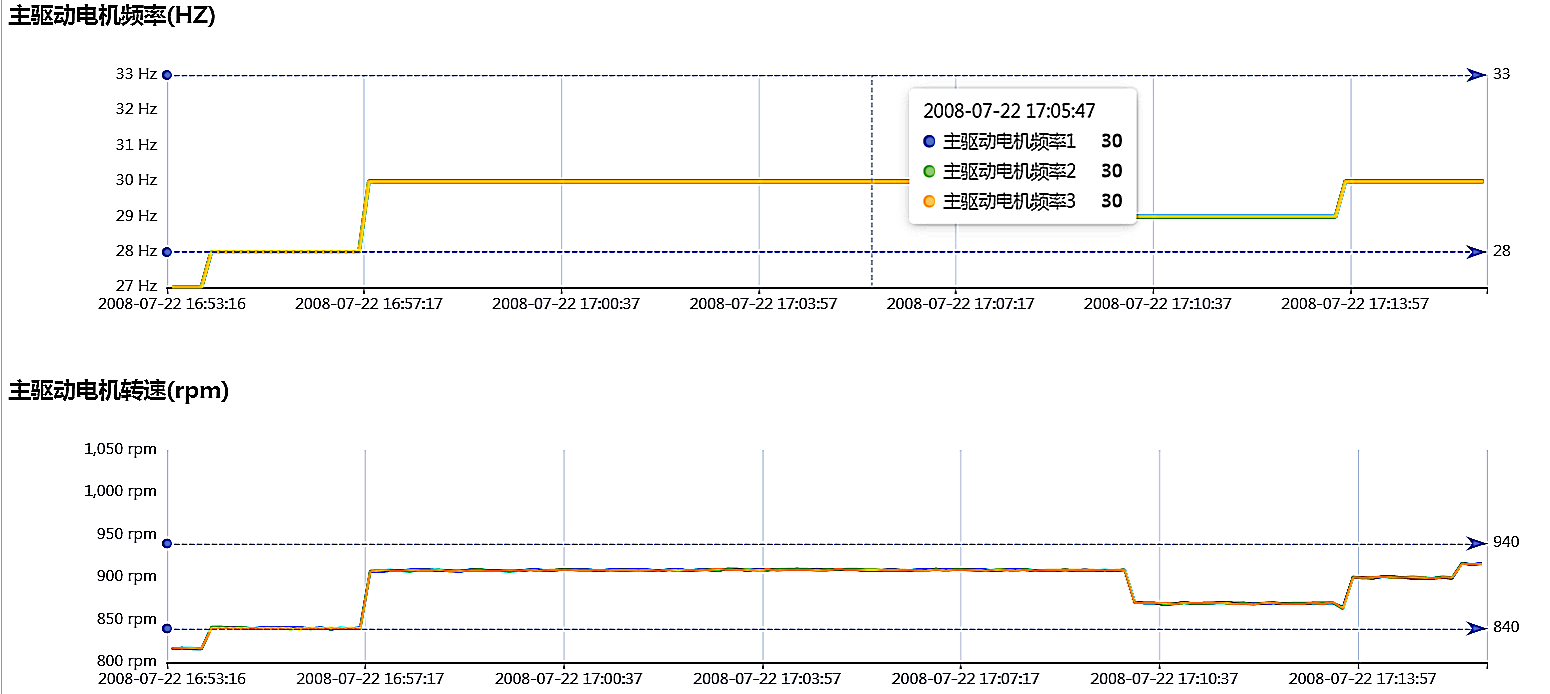 主驱动电机频率(HZ)
33 Hz
33
32 Hz
31 Hz
30 Hz
29 Hz
28 Hz
28
27 Hz
2008-07-22 17:05:47
主驱动电机频率1 30
主驱动电机频率2 30
主驱动电机频率3 30
2008-07-22 16:53:16 2008-07-22 16:57:17 2008-07-22 17:00:37 2008-07-22 17:03:57 2008-07-22 17:07:17 2008-07-22 17:10:37 2008-07-22 17:13:57
主驱动电机转速(rpm)
1,050 rpm
1,000 rpm
950 rpm
940
900 rpm
850 rpm
840
800 rpm
2008-07-22 16:53:16 2008-07-22 16:57:17 2008-07-22 17:00:37 2008-07-22 17:03:57 2008-07-22 17:07:17 2008-07-22 17:10:37 2008-07-22 17:13:57